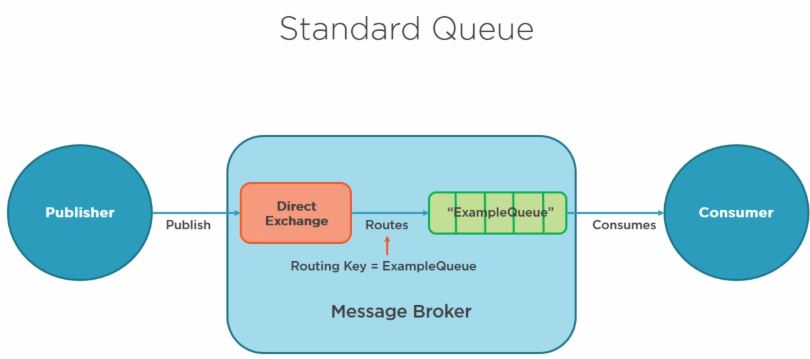 Standard Queue
Publisher
Publish
Direct
Exchange
Routes
"ExampleQueue"
Consumes
Consumer
Routing Key = ExampleQueue
Message Broker